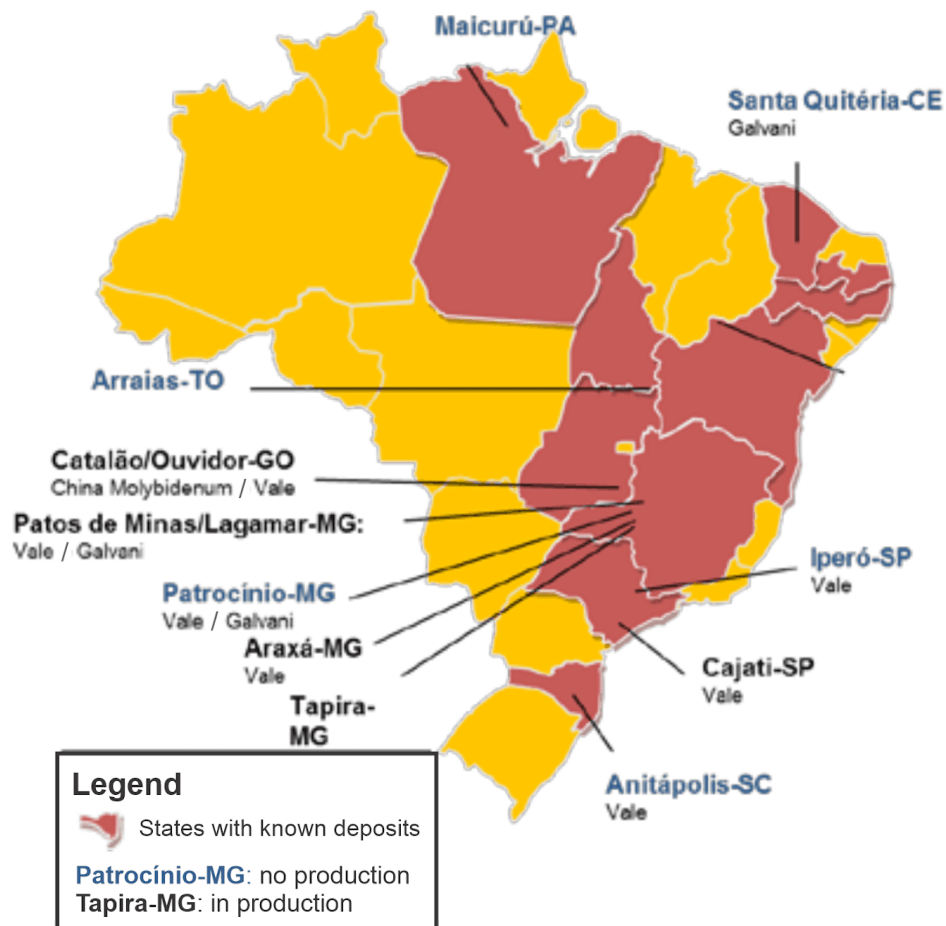 Maicurú-PA
Santa Quitéria-CE
Galvani
Arraias-TO
Catalão/Ouvidor-GO
China Molybidenum / Vale
Patos de Minas/Lagamar-MG:
Vale / Galvani
Patrocínio-MG
Vale / Galvani
Araxá-MG
Vale
Tapira-
MG
Iperó-SP
Vale
Cajati-SP
Vale
Anitápolis-SC
Vale
Legend
States with known deposits
Patrocínio-MG: no production
Tapira-MG: in production